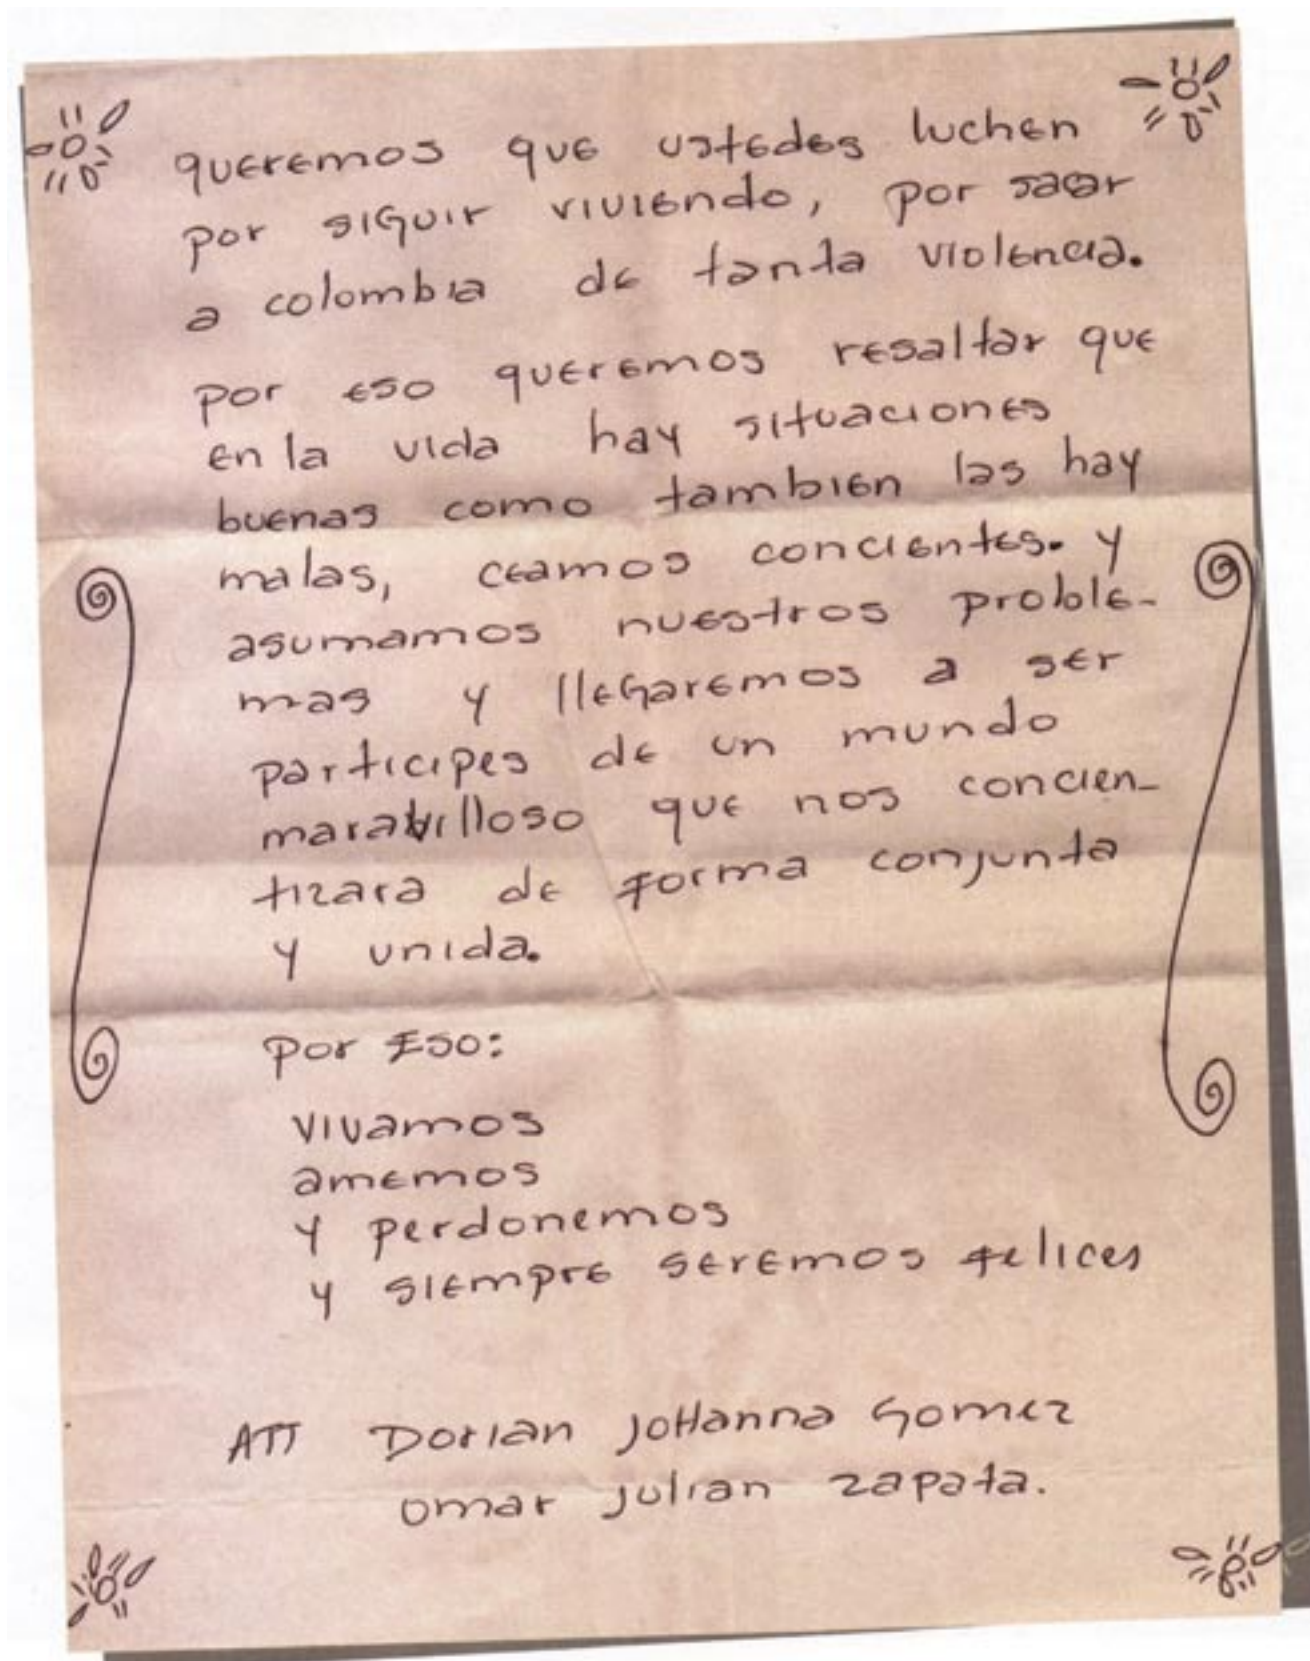 queremos que ustedes luchen
por siguir viviendo, por sacar
a colombia de tanta violencia.
por eso queremos resaltar que
en la vida hay situaciones
buenas como tambien las hay
malas, ceamos concientes. y
asumamos nuestros proble-
mas y llegaremos a ser
participes de un mundo
maravilloso que nos concien-
tizara de forma conjunta
y unida.
por Eso:
vivamos
amemos
y perdonemos
y siempre seremos felices
ATT Dorian joHanna Gomez
omar julian zapata.